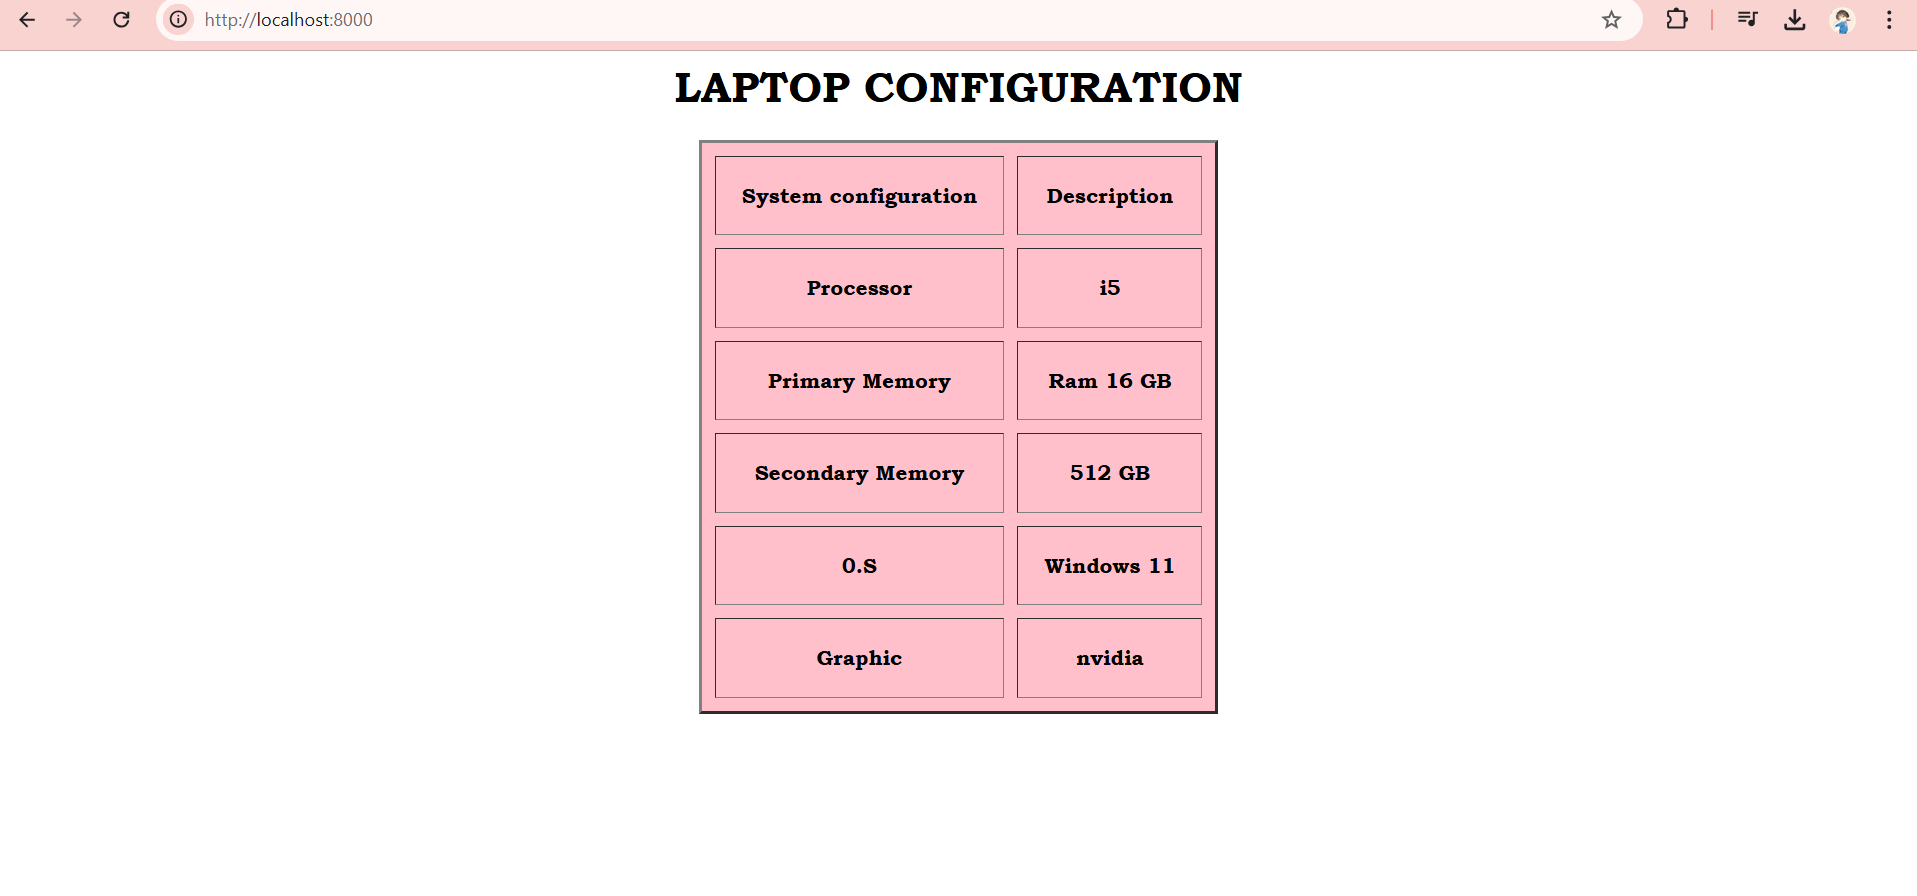 http://localhost:8000
LAPTOP CONFIGURATION
System configuration Description
Processor i5
Primary Memory Ram 16 GB
Secondary Memory 512 GB
0.S Windows 11
Graphic nvidia